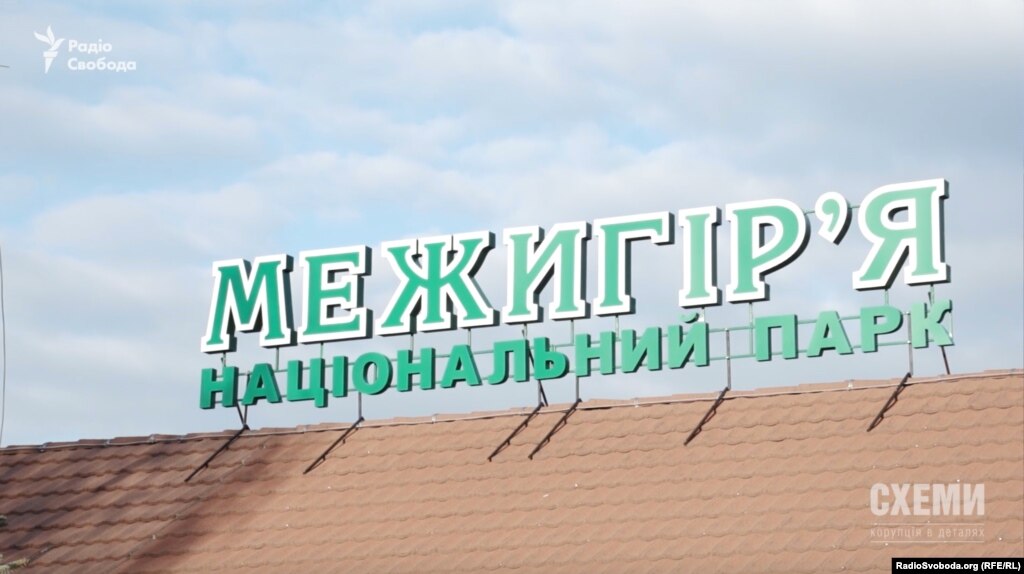 Радіо
Свобода
МЕЖИГІР’Я
НАЦІОНАЛЬНИЙ ПАРК
СХЕМИ
корупція в деталях
RadioSvoboda.org (RFE/RL)